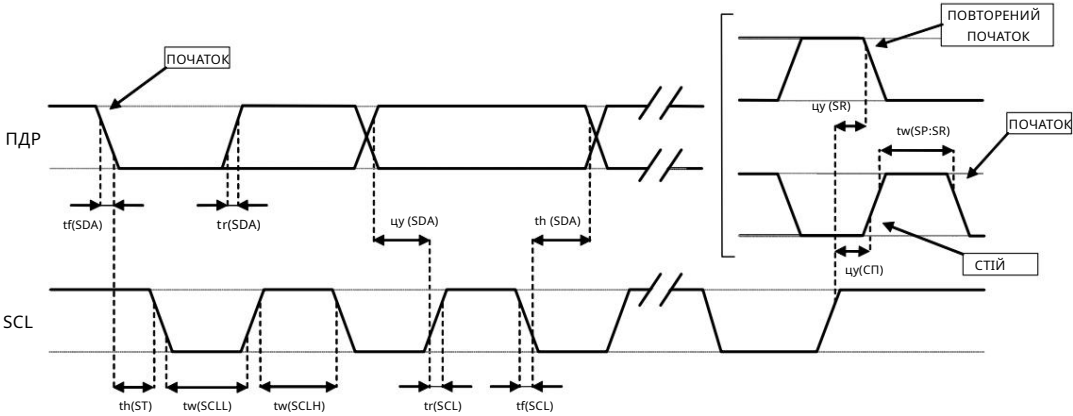 ПОВТОРЕНИЙ
ПОЧАТОК
ПОЧАТОК
цу (SR)
ПОЧАТОК
tw(SP:SR)
ПДР
tf(SDA)
tr(SDA)
цу (SDA)
th (SDA)
СТІЙ
цу(СП)
SCL
th(ST)
tw(SCLL)
tw(SCLH)
tr(SCL)
tf(SCL)